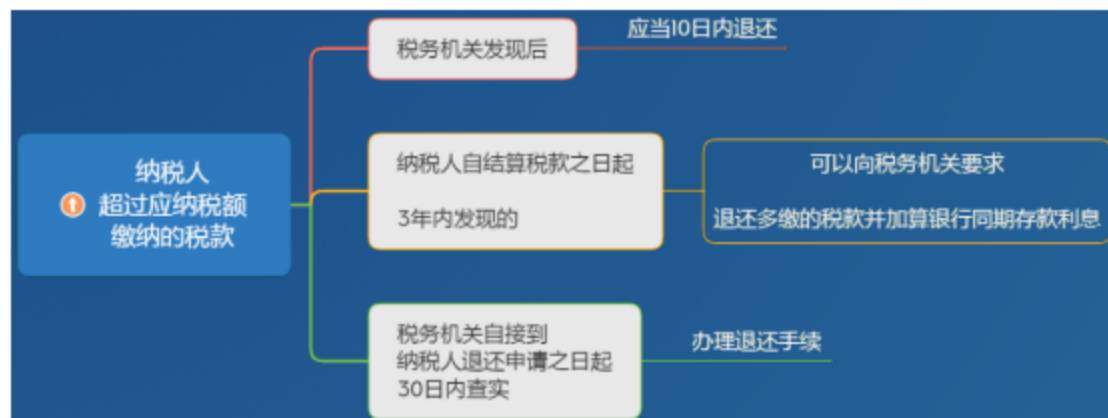 税务机关发现后
应当10日内退还
纳税人
超过应纳税额
缴纳的税款
纳税人自结算税款之日起
3年内发现的
可以向税务机关要求
退还多缴的税款并加算银行同期存款利息
税务机关自接到
纳税人退还申请之日起
30日内查实
办理退还手续